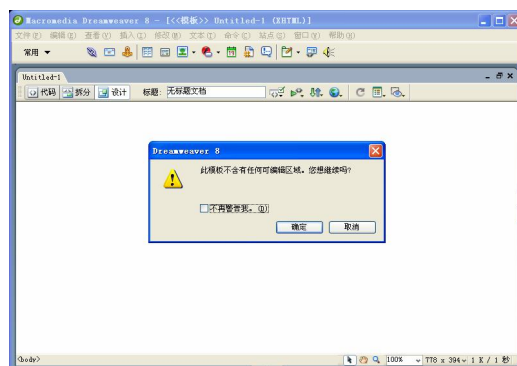 Macromedia Dreamweaver 8 - [<<模板>> Untitled-1 (XHTML)]
文件(F) 编辑(E) 查看(V) 插入(I) 修改(M) 文本(T) 命令(C) 站点(S) 窗口(W) 帮助(H)
常用
Untitled-1
代码 拆分 设计 标题: 无标题文档
Dreamweaver 8
此模板不含有任何可编辑区域。您想继续吗?
不再警告我。(D)
确定 取消
<body> 100% 778 x 394 1 K / 1 秒